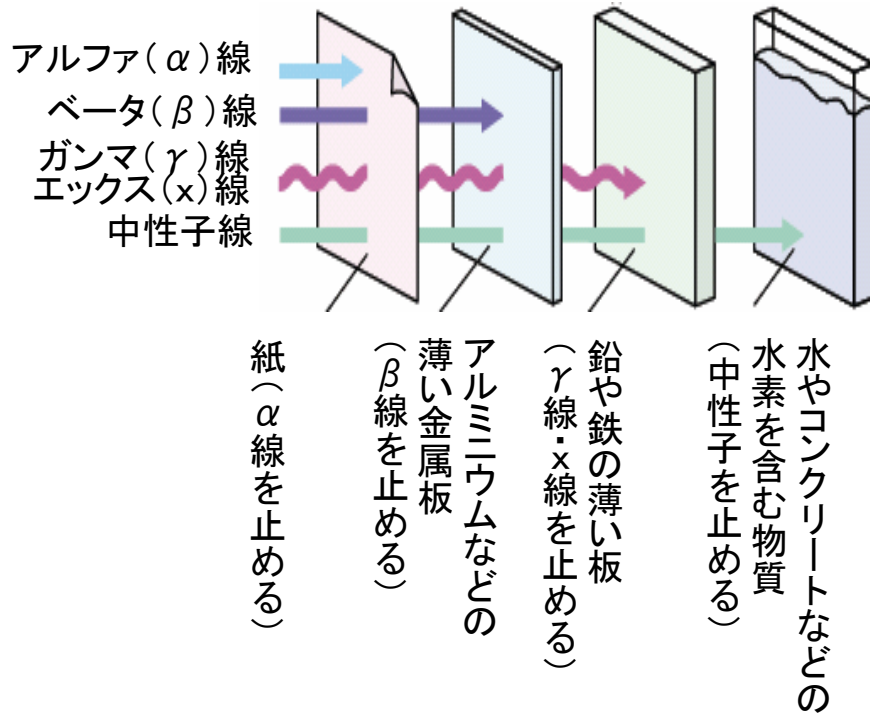 アルファ(α)線
ベータ(β)線
ガンマ(γ)線
エックス(x)線
中性子線
紙(α線を止める)
アルミニウムなどの
薄い金属板
(β線を止める)
鉛や鉄の薄い板
(γ線・x線を止める)
水やコンクリートなどの
水素を含む物質
(中性子を止める)